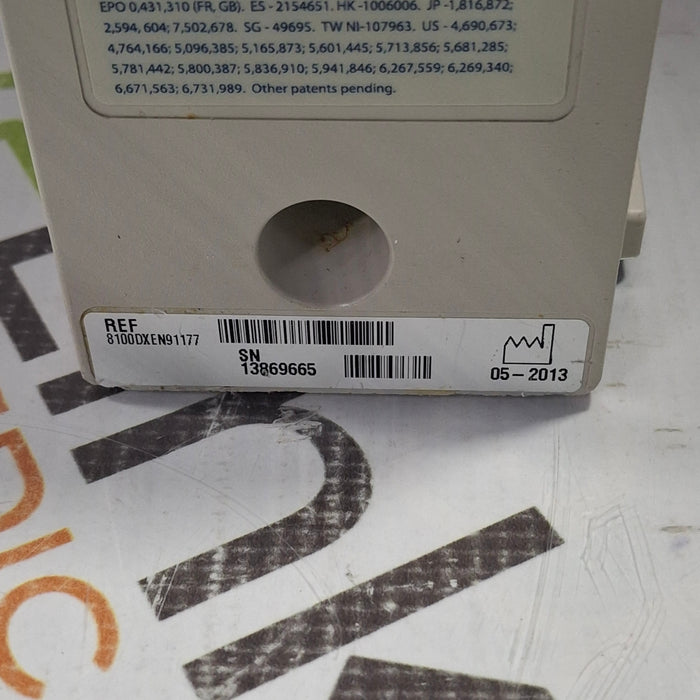 EPO 0,431,310 (FR, GB). ES - 2154651. HK -1006006. JP -1,816,872;
2,594,604; 7,502,678. SG - 49695. TW NI-107963. US - 4,690,673;
4,764,166; 5,096,385; 5,165,873; 5,601,445; 5,713,856; 5,681,285;
5,781,442; 5,800,387; 5,836,910; 5,941,846; 6,267,559; 6,269,340;
6,671,563; 6,731,989. Other patents pending.
REF
8100DXEN91177
SN
13869665
05-2013